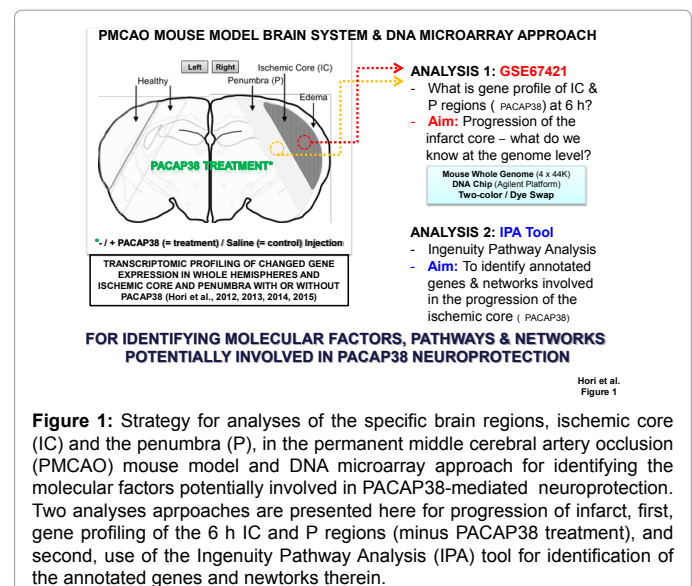 PMCAO MOUSE MODEL BRAIN SYSTEM & DNA MICROARRAY APPROACH
Left Right
Healthy
Penumbra (P)
Ischemic Core (IC)
Edema
PACAP38 TREATMENT*
*- / + PACAP38 (= treatment) / Saline (= control) Injection
TRANSCRIPTOMIC PROFILING OF CHANGED GENE
EXPRESSION IN WHOLE HEMISPHERES AND
ISCHEMIC CORE AND PENUMBRA WITH OR WITHOUT
PACAP38 (Hori et al., 2012, 2013, 2014, 2015)
ANALYSIS 1: GSE67421
- What is gene profile of IC &
P regions ( PACAP38) at 6 h?
- Aim: Progression of the
infarct core – what do we
know at the genome level?
Mouse Whole Genome (4 x 44K)
DNA Chip (Agilent Platform)
Two-color / Dye Swap
ANALYSIS 2: IPA Tool
- Ingenuity Pathway Analysis
- Aim: To identify annotated
genes & networks involved
in the progression of the
ischemic core ( PACAP38)
FOR IDENTIFYING MOLECULAR FACTORS, PATHWAYS & NETWORKS
POTENTIALLY INVOLVED IN PACAP38 NEUROPROTECTION
Hori et al.
Figure 1
Figure 1: Strategy for analyses of the specific brain regions, ischemic core
(IC) and the penumbra (P), in the permanent middle cerebral artery occlusion
(PMCAO) mouse model and DNA microarray approach for identifying the
molecular factors potentially involved in PACAP38-mediated neuroprotection.
Two analyses aprpoaches are presented here for progression of infarct, first,
gene profiling of the 6 h IC and P regions (minus PACAP38 treatment), and
second, use of the Ingenuity Pathway Analysis (IPA) tool for identification of
the annotated genes and newtorks therein.